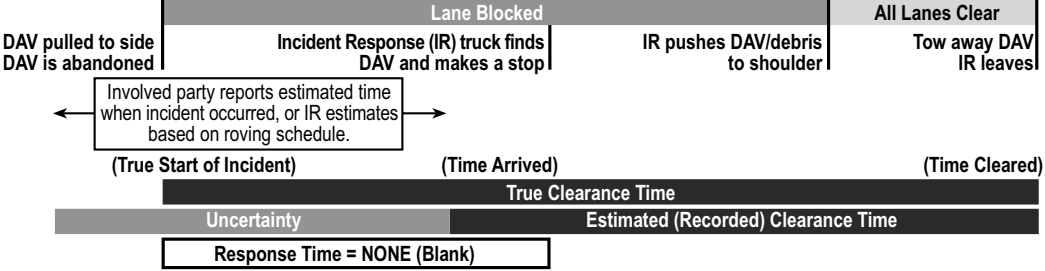 Lane Blocked
All Lanes Clear
DAV pulled to side
DAV is abandoned
Incident Response (IR) truck finds
DAV and makes a stop
IR pushes DAV/debris
to shoulder
Tow away DAV
IR leaves
Involved party reports estimated time
when incident occurred, or IR estimates
based on roving schedule.
(True Start of Incident)
(Time Arrived)
(Time Cleared)
True Clearance Time
Uncertainty
Estimated (Recorded) Clearance Time
Response Time = NONE (Blank)